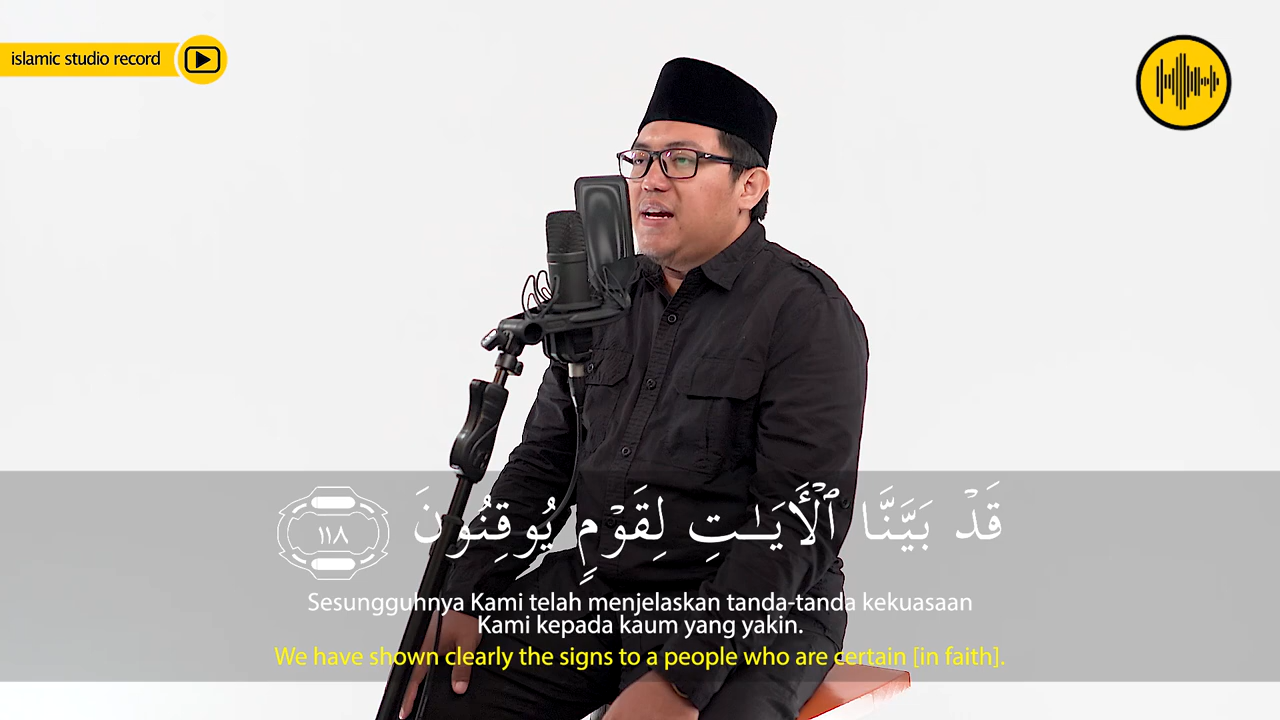 islamic studio record
قَدْ بَيَّنَّا ٱلْأَيَـٰتِ لِقَوْمٍ يُوقِنُونَ ١١٨
Sesungguhnya Kami telah menjelaskan tanda-tanda kekuasaan
Kami kepada kaum yang yakin.
We have shown clearly the signs to a people who are certain [in faith].